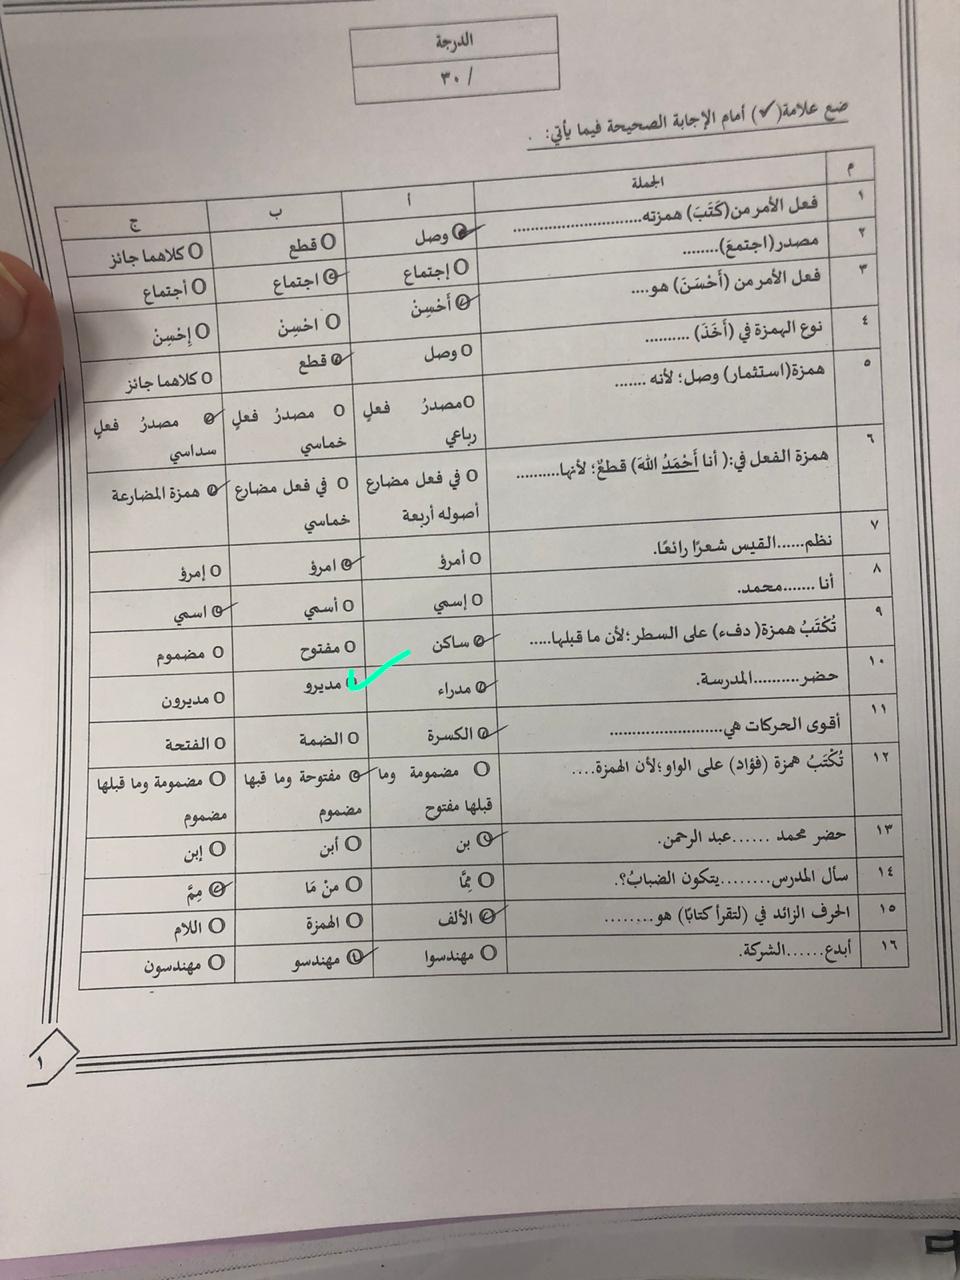 الدرجة
/ ٣٠
ضع علامة(✓) أمام الإجابة الصحيحة فيما يأتي: .
م الجملة أ ب ج
١ فعل الأمر من(كَتَبَ) همزته........................... وصل قطع كلاهما جائز
٢ مصدر(اجتمعَ)........ إجتماع اجتماع أجتماع
٣ فعل الأمر من (أَحْسَنَ) هو.... أَحْسِنْ احْسِنْ إحْسِنْ
٤ نوع الهمزة في (أَخَذَ) .......... وصل قطع كلاهما جائز
٥ همزة(استثمار) وصل؛ لأنه ....... مصدرُ فعلٍ رباعي مصدرُ فعلٍ خماسي مصدرُ فعلٍ سداسي
٦ همزة الفعل في:( أنا أَحْمَدُ اللهَ) قطعٌ؛ لأنها.......... في فعل مضارع أصوله أربعة في فعل مضارع خماسي همزة المضارعة
٧ نظم......القيس شعرًا رائعًا. أمرؤ امرؤ إمرؤ
٨ أنا .......محمد. إسمي أسمي اسمي
٩ تُكْتَبُ همزة( دفء) على السطر ؛لأن ما قبلها..... ساكن مفتوح مضموم
١٠ حضر..........المدرسة. مدراء مديرو مديرون
١١ أقوى الحركات هي........................ الكسرة الضمة الفتحة
١٢ تُكْتَبُ همزة (فؤاد) على الواو ؛لأن الهمزة.... مضمومة وما قبلها مفتوح مفتوحة وما قبها مضموم مضمومة وما قبلها مضموم
١٣ حضر محمد ......عبد الرحمن. بن أبن إبن
١٤ سأل المدرس........يتكون الضبابُ؟. مِمَّا منْ مَا مِمَّ
١٥ الحرف الزائد في (لتقرأ كتابًا) هو........ الألف الهمزة اللام
١٦ أبدع......الشركة. مهندسوا مهندسو مهندسون
١